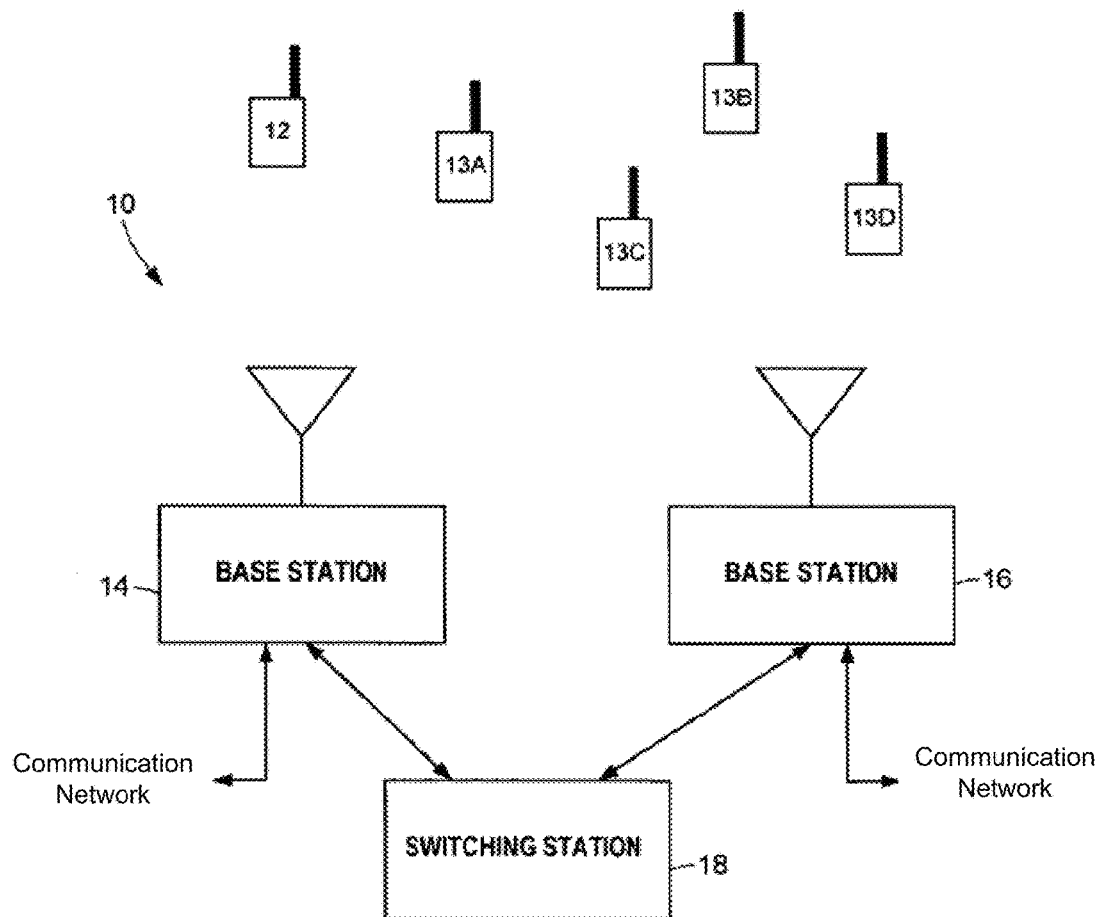 13B
12
13A
13D
10
13C
BASE STATION
BASE STATION
14
16
Communication
Network
Communication
Network
SWITCHING STATION
18